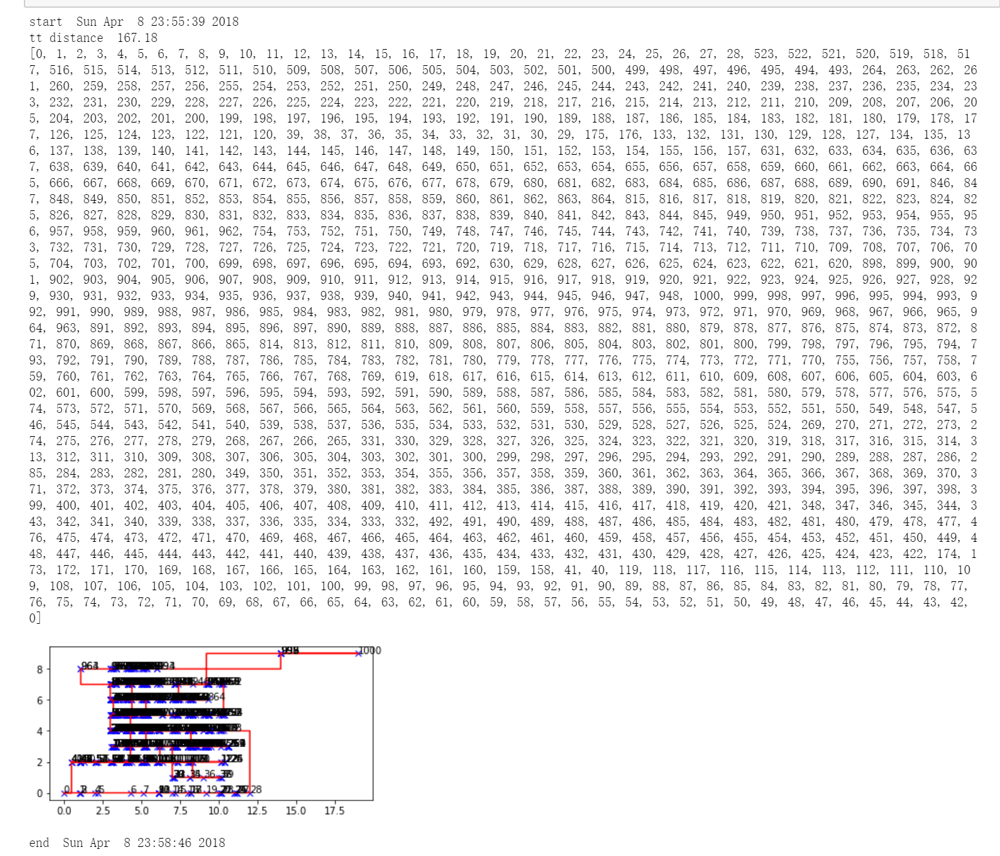 start  Sun Apr  8 23:55:39 2018
tt distance  167.18
[0, 1, 2, 3, 4, 5, 6, 7, 8, 9, 10, 11, 12, 13, 14, 15, 16, 17, 18, 19, 20, 21, 22, 23, 24, 25, 26, 27, 28, 523, 522, 521, 520, 519, 518, 51
7, 516, 515, 514, 513, 512, 511, 510, 509, 508, 507, 506, 505, 504, 503, 502, 501, 500, 499, 498, 497, 496, 495, 494, 493, 264, 263, 262, 26
1, 260, 259, 258, 257, 256, 255, 254, 253, 252, 251, 250, 249, 248, 247, 246, 245, 244, 243, 242, 241, 240, 239, 238, 237, 236, 235, 234, 23
3, 232, 231, 230, 229, 228, 227, 226, 225, 224, 223, 222, 221, 220, 219, 218, 217, 216, 215, 214, 213, 212, 211, 210, 209, 208, 207, 206, 20
5, 204, 203, 202, 201, 200, 199, 198, 197, 196, 195, 194, 193, 192, 191, 190, 189, 188, 187, 186, 185, 184, 183, 182, 181, 180, 179, 178, 17
7, 126, 125, 124, 123, 122, 121, 120, 39, 38, 37, 36, 35, 34, 33, 32, 31, 30, 29, 175, 176, 133, 132, 131, 130, 129, 128, 127, 134, 135, 13
6, 137, 138, 139, 140, 141, 142, 143, 144, 145, 146, 147, 148, 149, 150, 151, 152, 153, 154, 155, 156, 157, 631, 632, 633, 634, 635, 636, 63
7, 638, 639, 640, 641, 642, 643, 644, 645, 646, 647, 648, 649, 650, 651, 652, 653, 654, 655, 656, 657, 658, 659, 660, 661, 662, 663, 664, 66
5, 666, 667, 668, 669, 670, 671, 672, 673, 674, 675, 676, 677, 678, 679, 680, 681, 682, 683, 684, 685, 686, 687, 688, 689, 690, 691, 846, 84
7, 848, 849, 850, 851, 852, 853, 854, 855, 856, 857, 858, 859, 860, 861, 862, 863, 864, 815, 816, 817, 818, 819, 820, 821, 822, 823, 824, 82
5, 826, 827, 828, 829, 830, 831, 832, 833, 834, 835, 836, 837, 838, 839, 840, 841, 842, 843, 844, 845, 949, 950, 951, 952, 953, 954, 955, 95
6, 957, 958, 959, 960, 961, 962, 754, 753, 752, 751, 750, 749, 748, 747, 746, 745, 744, 743, 742, 741, 740, 739, 738, 737, 736, 735, 734, 73
3, 732, 731, 730, 729, 728, 727, 726, 725, 724, 723, 722, 721, 720, 719, 718, 717, 716, 715, 714, 713, 712, 711, 710, 709, 708, 707, 706, 70
5, 704, 703, 702, 701, 700, 699, 698, 697, 696, 695, 694, 693, 692, 630, 629, 628, 627, 626, 625, 624, 623, 622, 621, 620, 898, 899, 900, 90
1, 902, 903, 904, 905, 906, 907, 908, 909, 910, 911, 912, 913, 914, 915, 916, 917, 918, 919, 920, 921, 922, 923, 924, 925, 926, 927, 928, 92
9, 930, 931, 932, 933, 934, 935, 936, 937, 938, 939, 940, 941, 942, 943, 944, 945, 946, 947, 948, 1000, 999, 998, 997, 996, 995, 994, 993, 9
92, 991, 990, 989, 988, 987, 986, 985, 984, 983, 982, 981, 980, 979, 978, 977, 976, 975, 974, 973, 972, 971, 970, 969, 968, 967, 966, 965, 9
64, 963, 891, 892, 893, 894, 895, 896, 897, 890, 889, 888, 887, 886, 885, 884, 883, 882, 881, 880, 879, 878, 877, 876, 875, 874, 873, 872, 8
71, 870, 869, 868, 867, 866, 865, 814, 813, 812, 811, 810, 809, 808, 807, 806, 805, 804, 803, 802, 801, 800, 799, 798, 797, 796, 795, 794, 7
93, 792, 791, 790, 789, 788, 787, 786, 785, 784, 783, 782, 781, 780, 779, 778, 777, 776, 775, 774, 773, 772, 771, 770, 755, 756, 757, 758, 7
59, 760, 761, 762, 763, 764, 765, 766, 767, 768, 769, 619, 618, 617, 616, 615, 614, 613, 612, 611, 610, 609, 608, 607, 606, 605, 604, 603, 6
02, 601, 600, 599, 598, 597, 596, 595, 594, 593, 592, 591, 590, 589, 588, 587, 586, 585, 584, 583, 582, 581, 580, 579, 578, 577, 576, 575, 5
74, 573, 572, 571, 570, 569, 568, 567, 566, 565, 564, 563, 562, 561, 560, 559, 558, 557, 556, 555, 554, 553, 552, 551, 550, 549, 548, 547, 5
46, 545, 544, 543, 542, 541, 540, 539, 538, 537, 536, 535, 534, 533, 532, 531, 530, 529, 528, 527, 526, 525, 524, 269, 270, 271, 272, 273, 2
74, 275, 276, 277, 278, 279, 268, 267, 266, 265, 331, 330, 329, 328, 327, 326, 325, 324, 323, 322, 321, 320, 319, 318, 317, 316, 315, 314, 3
13, 312, 311, 310, 309, 308, 307, 306, 305, 304, 303, 302, 301, 300, 299, 298, 297, 296, 295, 294, 293, 292, 291, 290, 289, 288, 287, 286, 2
85, 284, 283, 282, 281, 280, 349, 350, 351, 352, 353, 354, 355, 356, 357, 358, 359, 360, 361, 362, 363, 364, 365, 366, 367, 368, 369, 370, 3
71, 372, 373, 374, 375, 376, 377, 378, 379, 380, 381, 382, 383, 384, 385, 386, 387, 388, 389, 390, 391, 392, 393, 394, 395, 396, 397, 398, 3
99, 400, 401, 402, 403, 404, 405, 406, 407, 408, 409, 410, 411, 412, 413, 414, 415, 416, 417, 418, 419, 420, 421, 348, 347, 346, 345, 344, 3
43, 342, 341, 340, 339, 338, 337, 336, 335, 334, 333, 332, 492, 491, 490, 489, 488, 487, 486, 485, 484, 483, 482, 481, 480, 479, 478, 477, 4
76, 475, 474, 473, 472, 471, 470, 469, 468, 467, 466, 465, 464, 463, 462, 461, 460, 459, 458, 457, 456, 455, 454, 453, 452, 451, 450, 449, 4
48, 447, 446, 445, 444, 443, 442, 441, 440, 439, 438, 437, 436, 435, 434, 433, 432, 431, 430, 429, 428, 427, 426, 425, 424, 423, 422, 174, 1
73, 172, 171, 170, 169, 168, 167, 166, 165, 164, 163, 162, 161, 160, 159, 158, 41, 40, 119, 118, 117, 116, 115, 114, 113, 112, 111, 110, 10
9, 108, 107, 106, 105, 104, 103, 102, 101, 100, 99, 98, 97, 96, 95, 94, 93, 92, 91, 90, 89, 88, 87, 86, 85, 84, 83, 82, 81, 80, 79, 78, 77,
76, 75, 74, 73, 72, 71, 70, 69, 68, 67, 66, 65, 64, 63, 62, 61, 60, 59, 58, 57, 56, 55, 54, 53, 52, 51, 50, 49, 48, 47, 46, 45, 44, 43, 42,
0]
1000
8
6
4
2
36
0
0 6 7 28
0.0 2.5 5.0 7.5 10.0 12.5 15.0 17.5
end  Sun Apr  8 23:58:46 2018